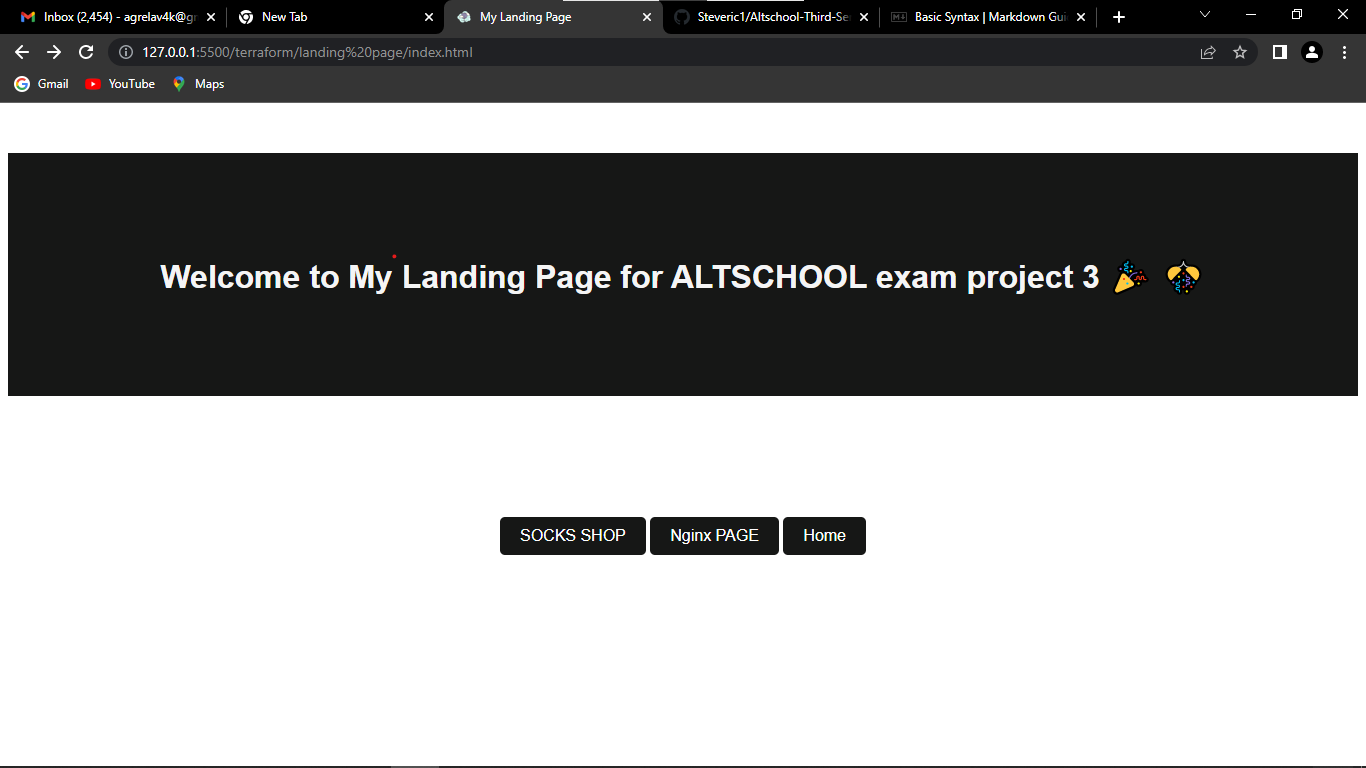 Inbox (2,454) - agrelav4k@g
New Tab
My Landing Page
Steveric1/Altschool-Third-Se
Basic Syntax | Markdown Gui
127.0.0.1:5500/terraform/landing%20page/index.html
Gmail
YouTube
Maps
Welcome to My Landing Page for ALTSCHOOL exam project 3 🎉 🎊
SOCKS SHOP
Nginx PAGE
Home